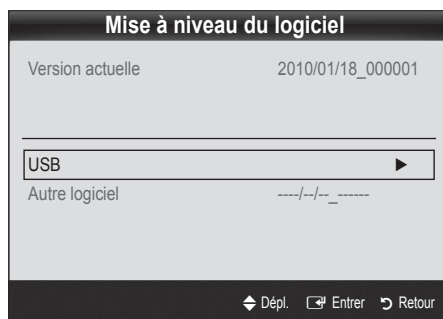 Mise à niveau du logiciel
Version actuelle 2010/01/18_000001
USB ►
Autre logiciel ----/--/--_------
Dépl. Entrer Retour